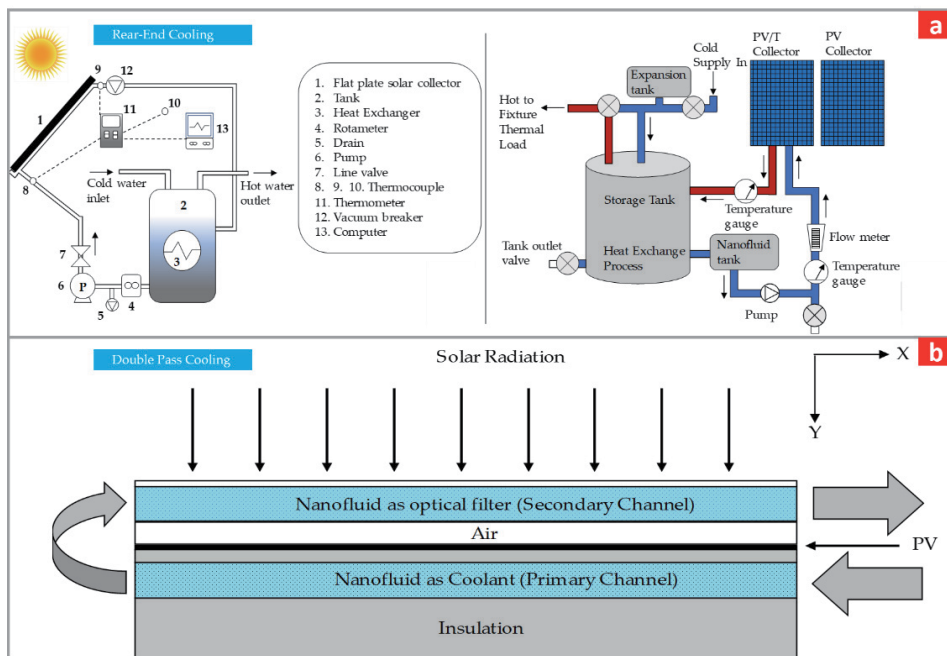 a
Rear-End Cooling
9
12
10
11
1
13
8
Cold water
inlet
Hot water
outlet
2
3
7
6
P
5
4
1. Flat plate solar collector
2. Tank
3. Heat Exchanger
4. Rotameter
5. Drain
6. Pump
7. Line valve
8. 9. 10. Thermocouple
11. Thermometer
12. Vacuum breaker
13. Computer
PV/T
Collector
PV
Collector
Cold
Supply In
Expansion
tank
Hot to
Fixture
Thermal
Load
Storage Tank
Temperature
gauge
Flow meter
Tank outlet
valve
Heat Exchange
Process
Nanofluid
tank
Temperature
gauge
Pump
b
Double Pass Cooling
Solar Radiation
X
Y
Nanofluid as optical filter (Secondary Channel)
Air
PV
Nanofluid as Coolant (Primary Channel)
Insulation